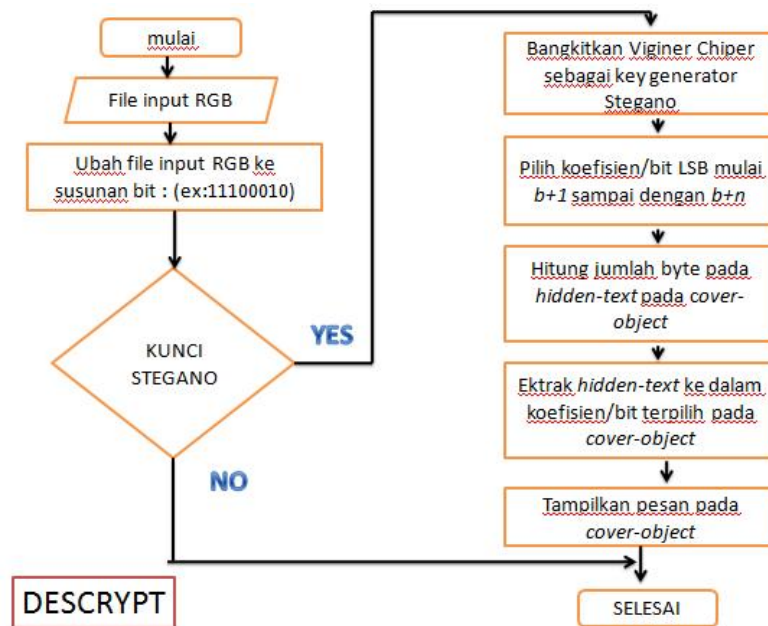 mulai
File input RGB
Ubah file input RGB ke
susunan bit : (ex:11100010)
KUNCI
STEGANO
YES
NO
Bangkitkan Viginer Chiper
sebagai key generator
Stegano
Pilih koefisien/bit LSB mulai
b+1 sampai dengan b+n
Hitung jumlah byte pada
hidden-text pada cover-
object
Ektrak hidden-text ke dalam
koefisien/bit terpilih pada
cover-object
Tampilkan pesan pada
cover-object
SELESAI
DESCRYPT